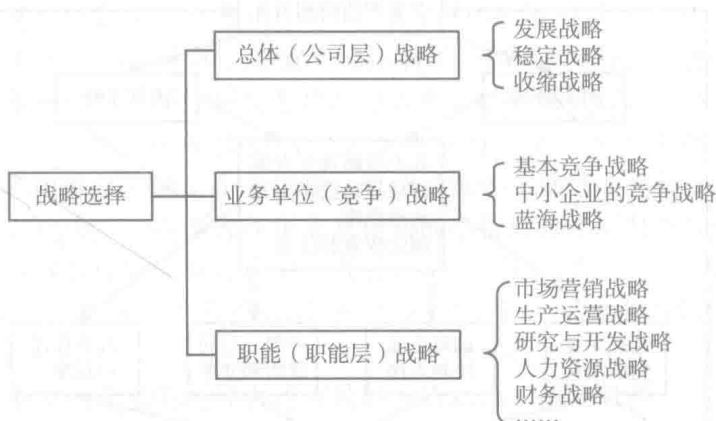 战略选择
总体（公司层）战略
发展战略
稳定战略
收缩战略
业务单位（竞争）战略
基本竞争战略
中小企业的竞争战略
蓝海战略
职能（职能层）战略
市场营销战略
生产运营战略
研究与开发战略
人力资源战略
财务战略
……